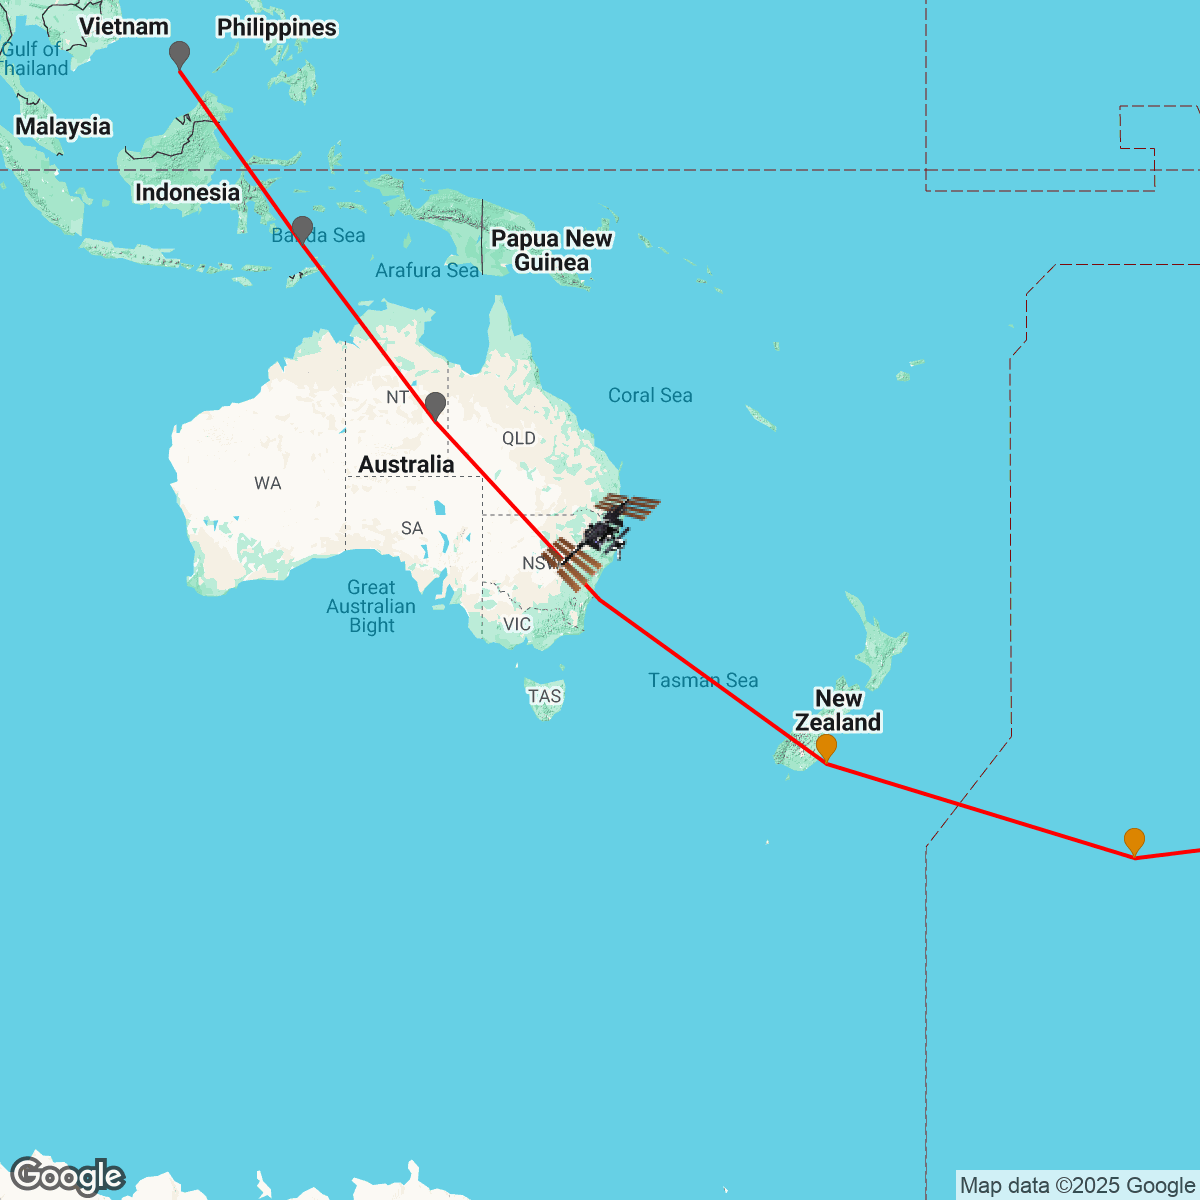 Vietnam
Philippines
Gulf of
Thailand
Malaysia
Indonesia
Banda Sea
Papua New
Guinea
Arafura Sea
NT
Coral Sea
QLD
Australia
WA
SA
NSW
Great
Australian
Bight
VIC
Tasman Sea
TAS
New
Zealand
Google
Map data ©2025 Google